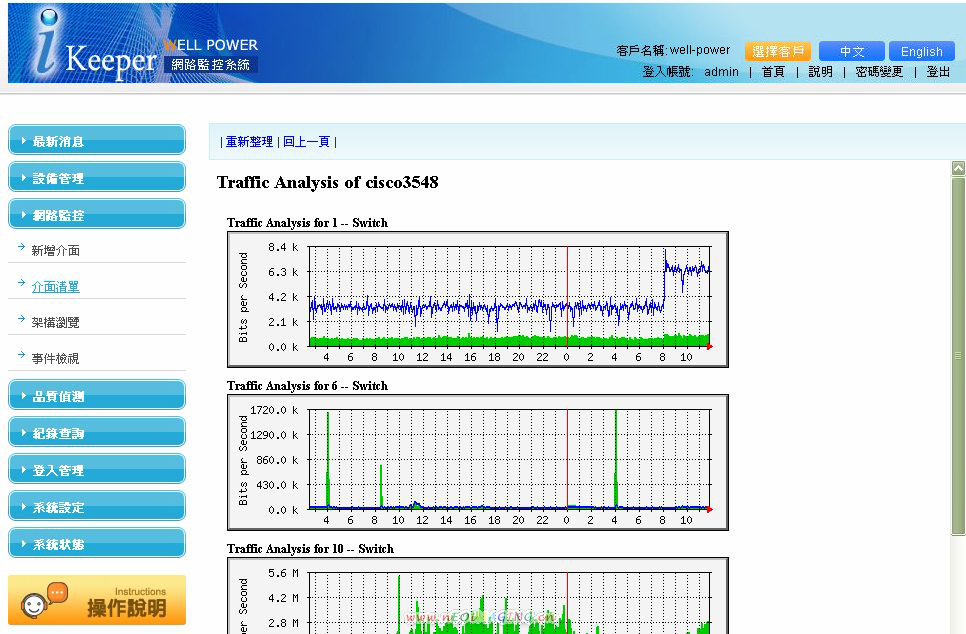 iKeeper WELL POWER
網路監控系統
客戶名稱: well-power 選擇客戶 中文 English
登入帳號: admin | 首頁 | 說明 | 密碼變更 | 登出
最新消息
設備管理
網路監控
新增介面
介面清單
架構瀏覽
事件檢視
品質偵測
紀錄查詢
登入管理
系統設定
系統狀態
Instructions
操作說明
| 重新整理 | 回上一頁 |
Traffic Analysis of cisco3548
Traffic Analysis for 1 -- Switch
Bits per Second
8.4 k
6.3 k
4.2 k
2.1 k
0.0 k
4 6 8 10 12 14 16 18 20 22 0 2 4 6 8 10
Traffic Analysis for 6 -- Switch
Bits per Second
1720.0 k
1290.0 k
860.0 k
430.0 k
0.0 k
4 6 8 10 12 14 16 18 20 22 0 2 4 6 8 10
Traffic Analysis for 10 -- Switch
r Second
5.6 M
4.2 M
2.8 M